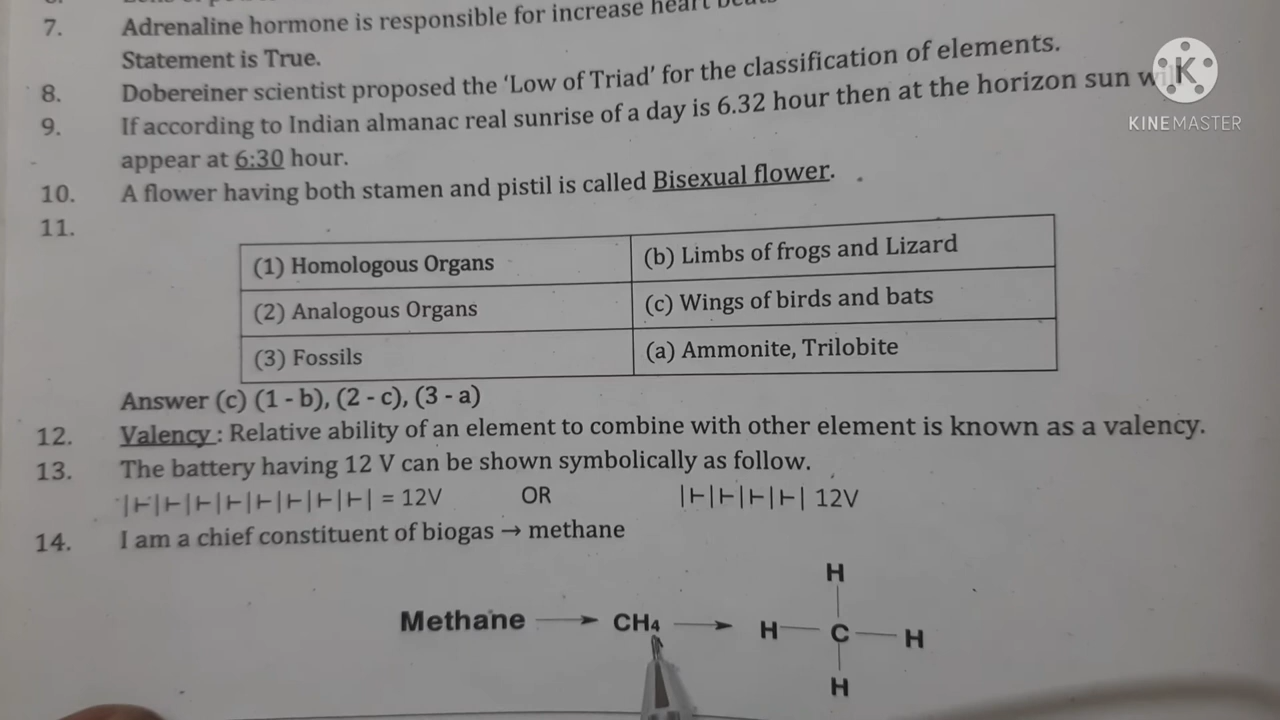 7. Adrenaline hormone is responsible for increase heart beats
Statement is True.
8. Dobereiner scientist proposed the ‘Low of Triad’ for the classification of elements.
9. If according to Indian almanac real sunrise of a day is 6.32 hour then at the horizon sun
appear at 6:30 hour.
10. A flower having both stamen and pistil is called Bisexual flower.
11.
(1) Homologous Organs (b) Limbs of frogs and Lizard
(2) Analogous Organs (c) Wings of birds and bats
(3) Fossils (a) Ammonite, Trilobite
Answer (c) (1 - b), (2 - c), (3 - a)
12. Valency : Relative ability of an element to combine with other element is known as a valency.
13. The battery having 12 V can be shown symbolically as follow.
= 12V OR 12V
14. I am a chief constituent of biogas → methane
H
Methane → CH4 → H — C — H
H
K
KINEMASTER